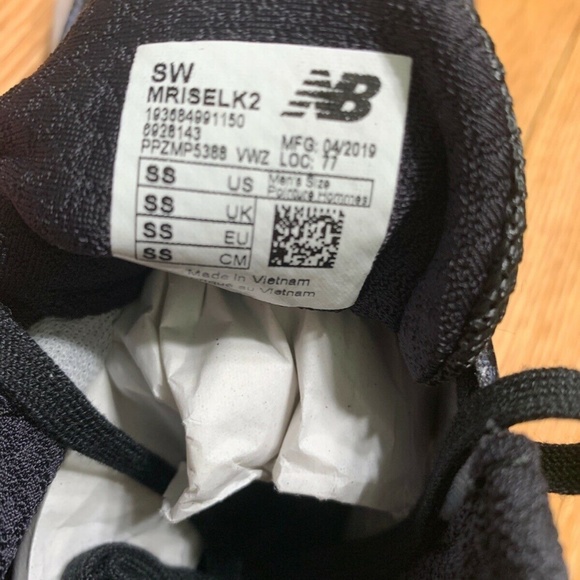 SW
MRISELK2
193684991150
6928143
PPZMP5388 VWZ
NB
MFG: 04/2019
LOC: 77
SS US Men's Size
SS UK Pointure Hommes
SS EU
SS CM
Made in Vietnam
au Vietnam